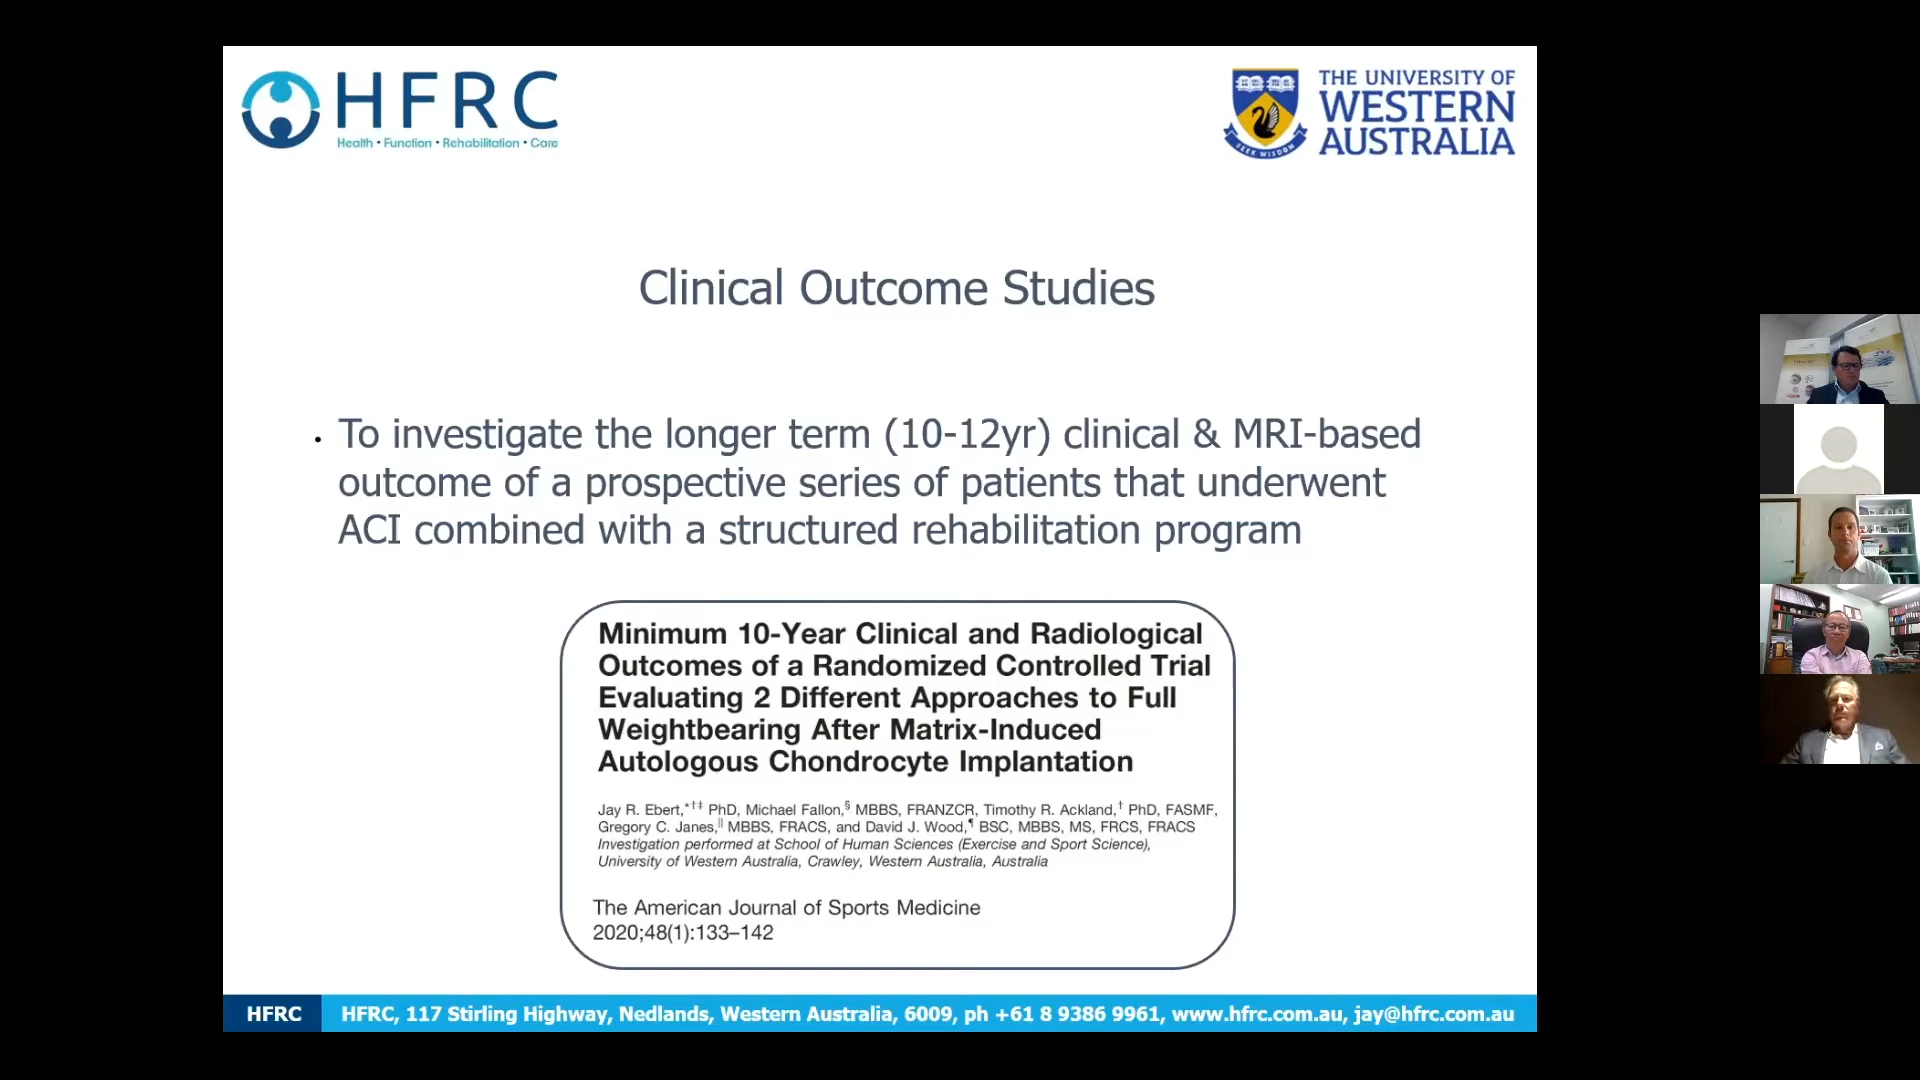 HFRC
Health • Function • Rehabilitation • Care
SEEK WISDOM
THE UNIVERSITY OF
WESTERN
AUSTRALIA
Clinical Outcome Studies
• To investigate the longer term (10-12yr) clinical & MRI-based
outcome of a prospective series of patients that underwent
ACI combined with a structured rehabilitation program
Minimum 10-Year Clinical and Radiological
Outcomes of a Randomized Controlled Trial
Evaluating 2 Different Approaches to Full
Weightbearing After Matrix-Induced
Autologous Chondrocyte Implantation
Jay R. Ebert,*†‡ PhD, Michael Fallon,§ MBBS, FRANZCR, Timothy R. Ackland,† PhD, FASMF,
Gregory C. Janes,|| MBBS, FRACS, and David J. Wood,¶ BSC, MBBS, MS, FRCS, FRACS
Investigation performed at School of Human Sciences (Exercise and Sport Science),
University of Western Australia, Crawley, Western Australia, Australia
The American Journal of Sports Medicine
2020;48(1):133–142
HFRC
HFRC, 117 Stirling Highway, Nedlands, Western Australia, 6009, ph +61 8 9386 9961, www.hfrc.com.au, jay@hfrc.com.au